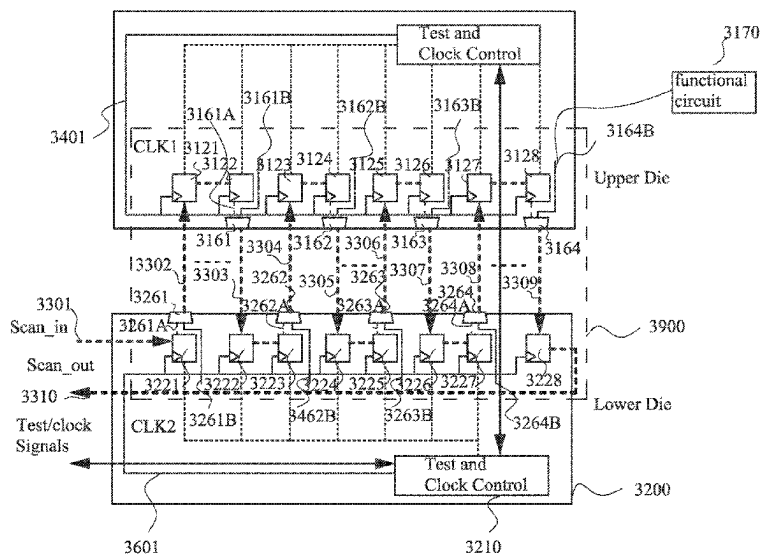 Test and
Clock Control
3170
functional
circuit
3401
3161A
3161B
3162B
3163B
3164B
CLK1
3121
3122
3123
3124
3125
3126
3127
3128
Upper Die
3161
3162
3163
3164
3302
3303
3304
3305
3306
3307
3308
3309
3261
3262
3263
3264
3301
Scan_in
3261A
3262A
3263A
3264A
3900
Scan_out
3221
3222
3223
3224
3225
3226
3227
3228
3310
3261B
3462B
3263B
3264B
Lower Die
Test/clock
Signals
CLK2
Test and
Clock Control
3200
3601
3210